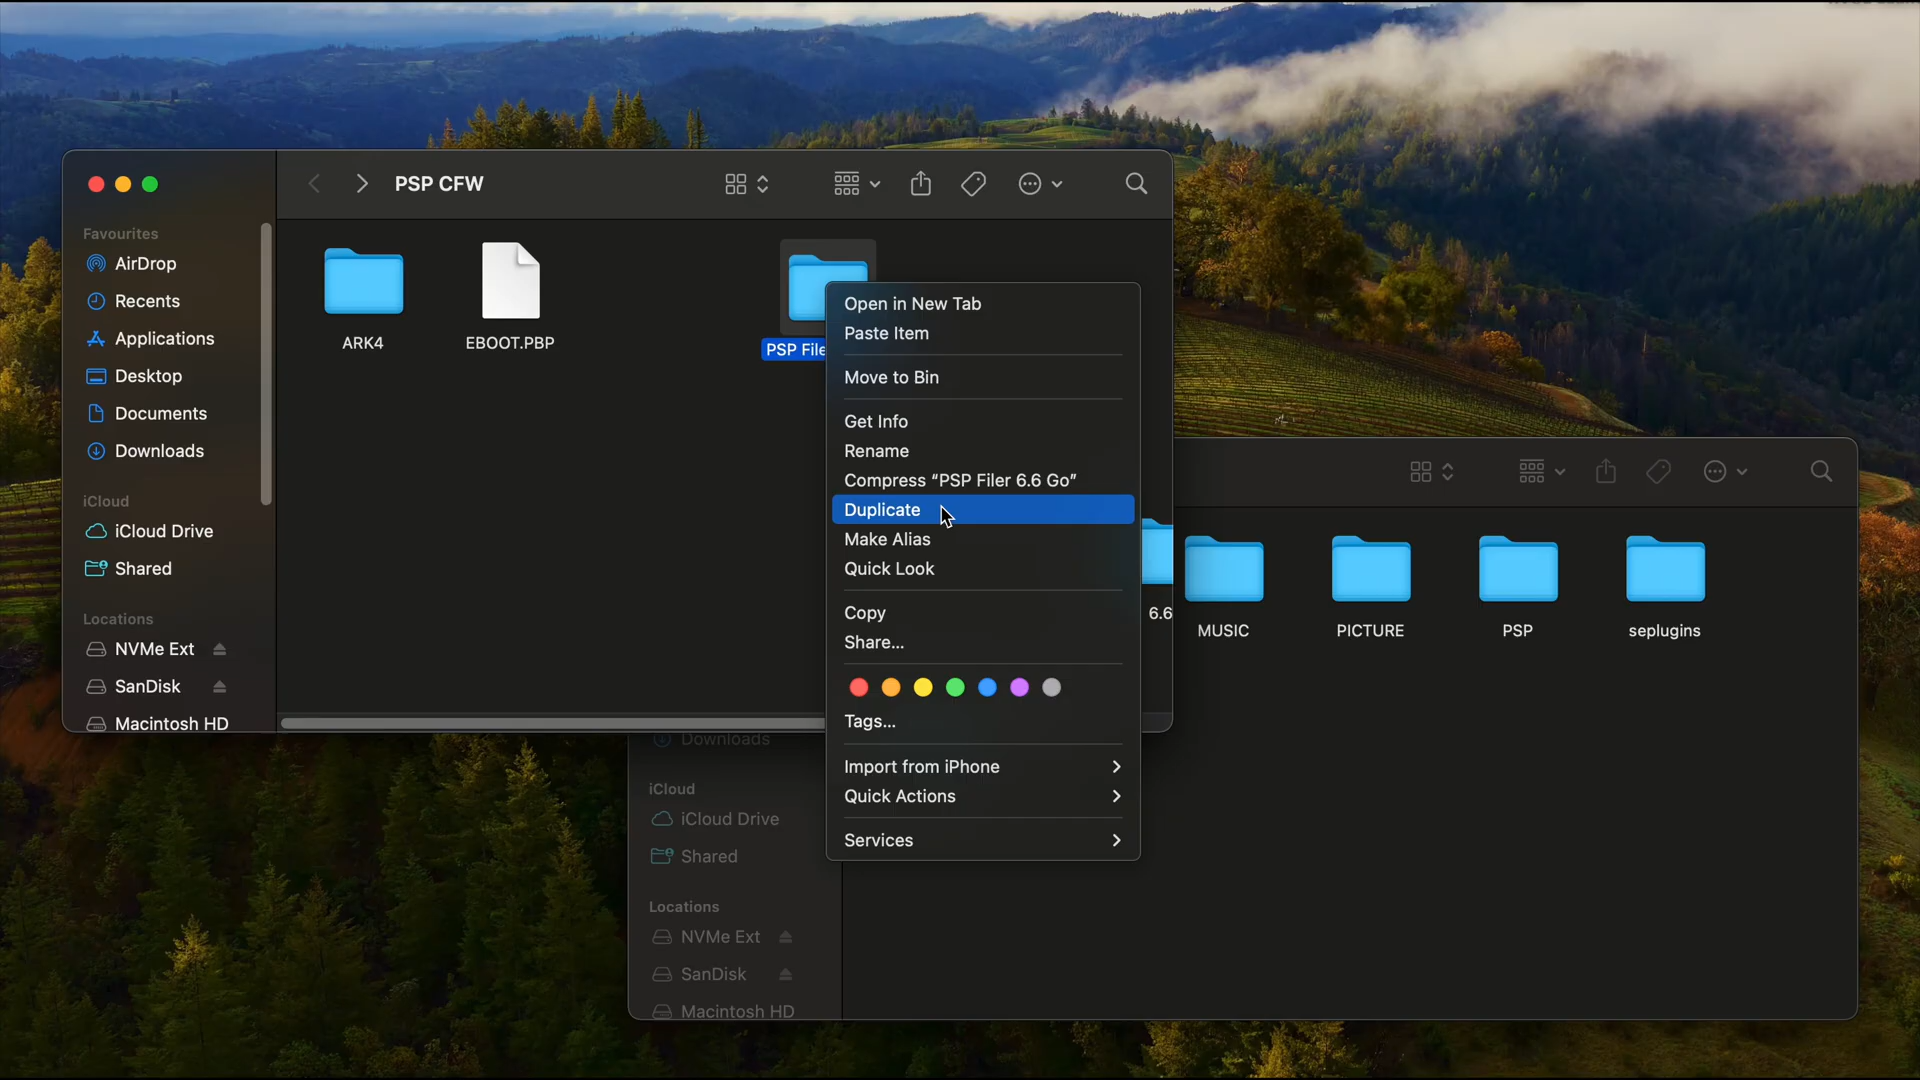 PSP CFW
Favourites
AirDrop
Recents
Applications
Desktop
Documents
Downloads
iCloud
iCloud Drive
Shared
Locations
NVMe Ext
SanDisk
Macintosh HD
ARK4
EBOOT.PBP
PSP File
Open in New Tab
Paste Item
Move to Bin
Get Info
Rename
Compress “PSP Filer 6.6 Go”
Duplicate
Make Alias
Quick Look
Copy
Share...
Tags...
Import from iPhone
Quick Actions
Services
6.6
MUSIC
PICTURE
PSP
seplugins
Downloads
iCloud
iCloud Drive
Shared
Locations
NVMe Ext
SanDisk
Macintosh HD